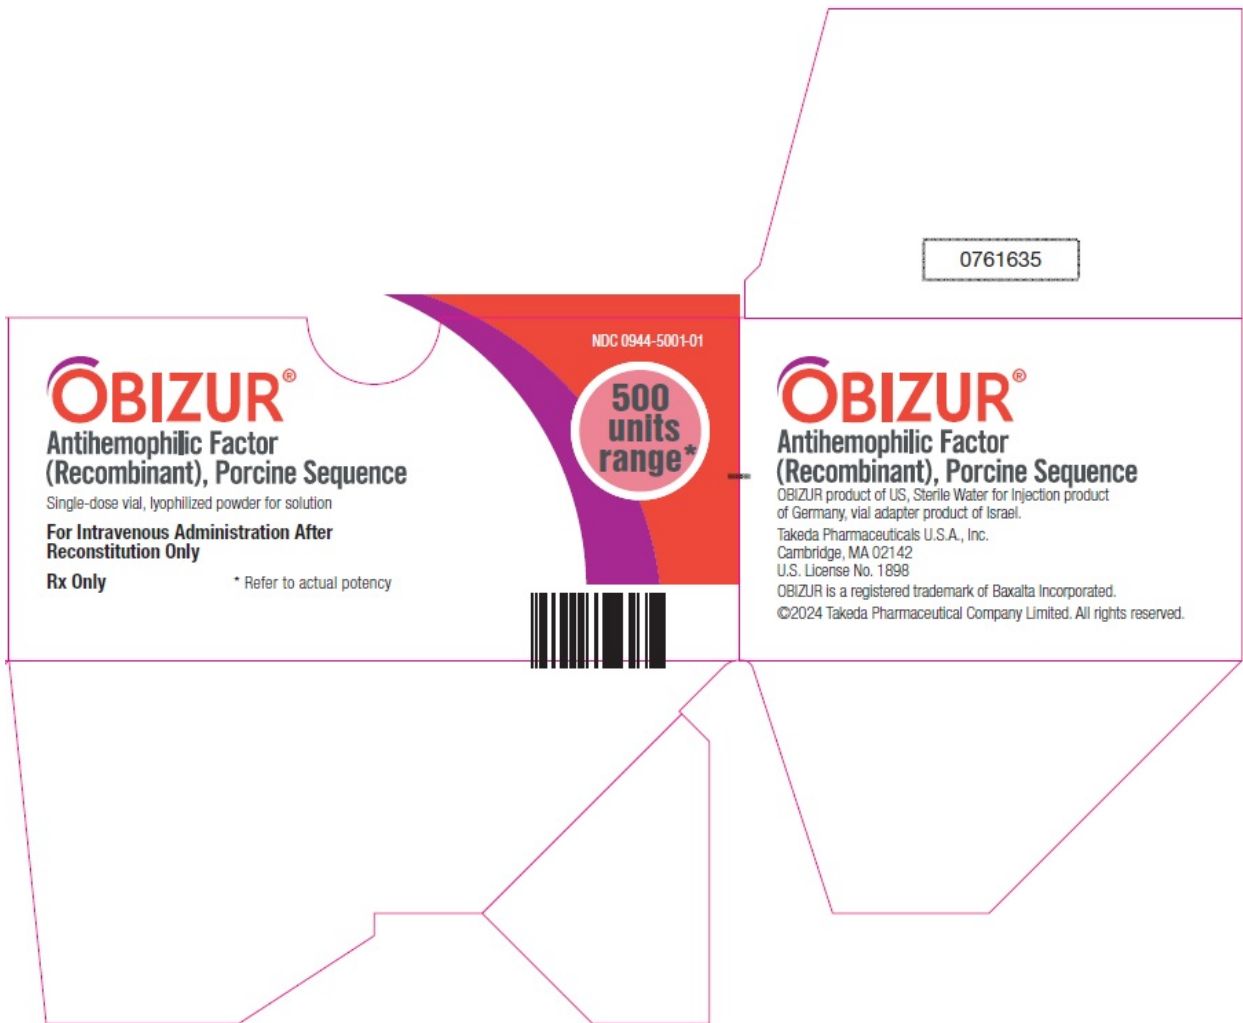 0761635
OBIZUR®
Antihemophilic Factor
(Recombinant), Porcine Sequence
Single-dose vial, lyophilized powder for solution
For Intravenous Administration After
Reconstitution Only
Rx Only
* Refer to actual potency
NDC 0944-5001-01
500
units
range*
OBIZUR®
Antihemophilic Factor
(Recombinant), Porcine Sequence
OBIZUR product of US, Sterile Water for Injection product
of Germany, vial adapter product of Israel.
Takeda Pharmaceuticals U.S.A., Inc.
Cambridge, MA 02142
U.S. License No. 1898
OBIZUR is a registered trademark of Baxalta Incorporated.
©2024 Takeda Pharmaceutical Company Limited. All rights reserved.